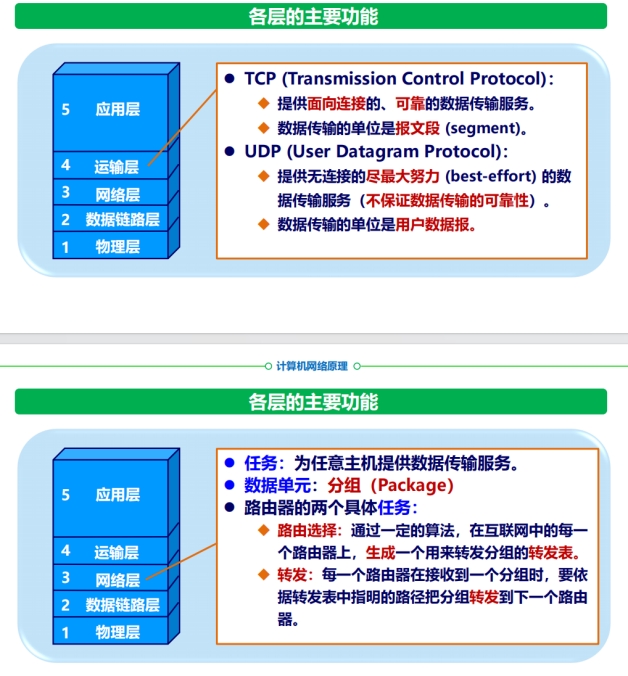 各层的主要功能
5 应用层
4 运输层
3 网络层
2 数据链路层
1 物理层
TCP (Transmission Control Protocol)：
提供面向连接的、可靠的数据传输服务。
数据传输的单位是报文段 (segment)。
UDP (User Datagram Protocol)：
提供无连接的尽最大努力 (best-effort) 的数
据传输服务（不保证数据传输的可靠性）。
数据传输的单位是用户数据报。
计算机网络原理
各层的主要功能
5 应用层
4 运输层
3 网络层
2 数据链路层
1 物理层
任务：为任意主机提供数据传输服务。
数据单元：分组（Package）
路由器的两个具体任务：
路由选择：通过一定的算法，在互联网中的每一
个路由器上，生成一个用来转发分组的转发表。
转发：每一个路由器在接收到一个分组时，要依
据转发表中指明的路径把分组转发到下一个路由
器。